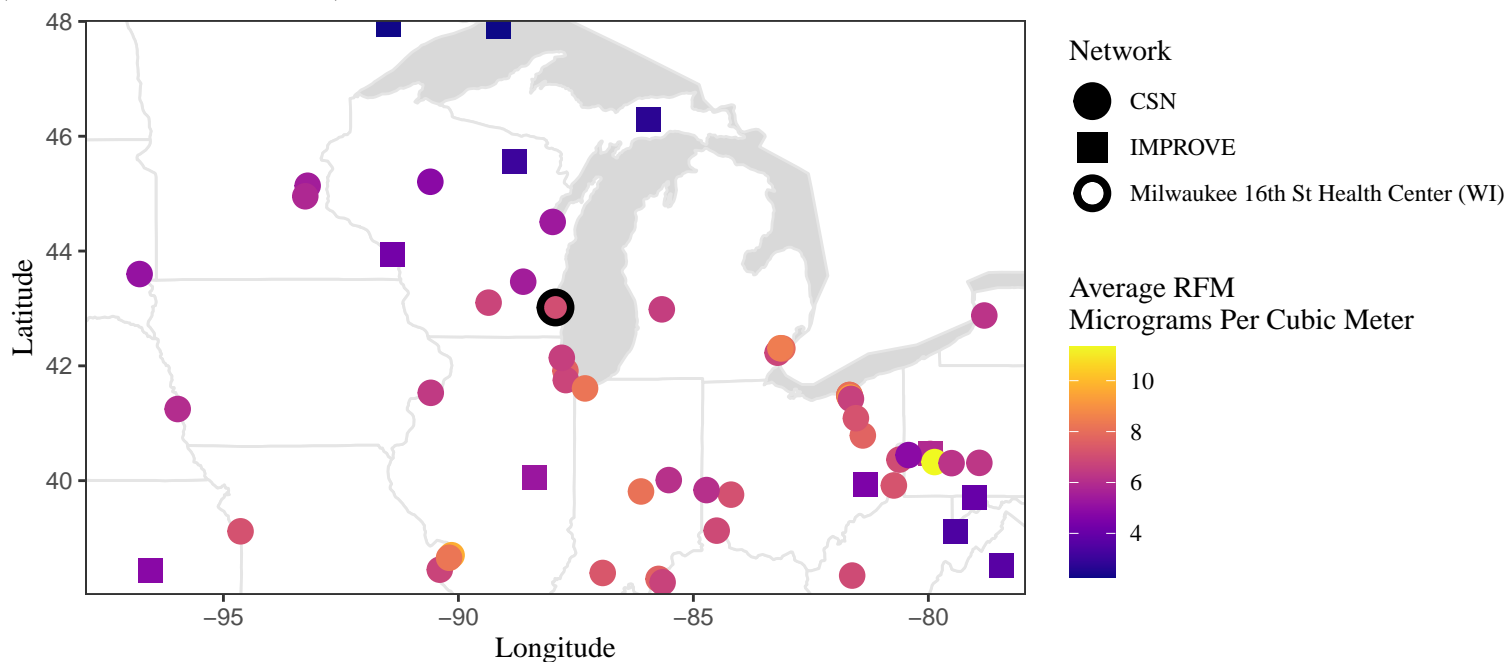 48
46
44
42
40
−95
−90
−85
−80
Latitude
Longitude
Network
CSN
IMPROVE
Milwaukee 16th St Health Center (WI)
Average RFM
Micrograms Per Cubic Meter
10
8
6
4